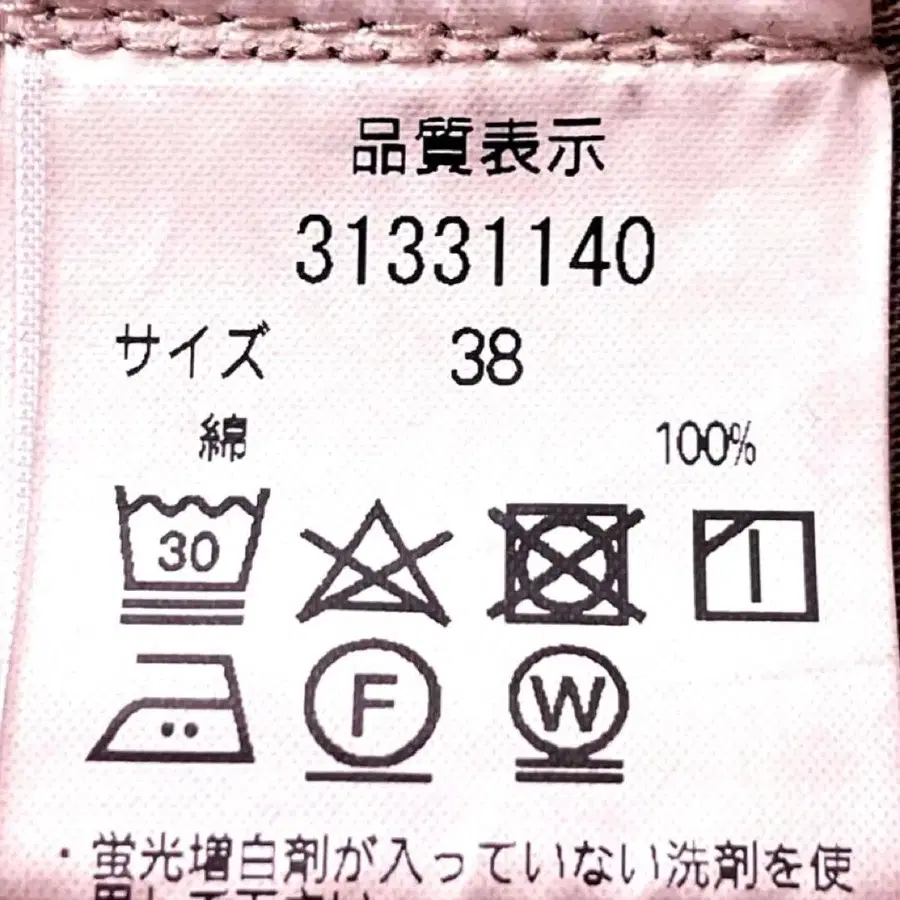 品質表示
31331140
サイズ 38
綿 100%
30
F W
・蛍光増白剤が入っていない洗剤を使